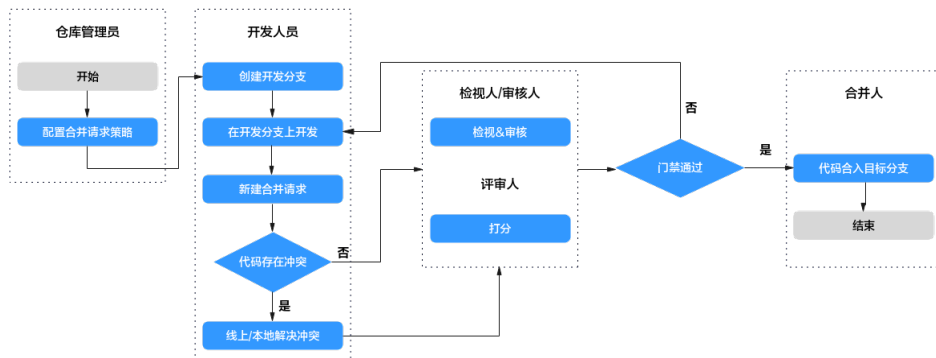 仓库管理员
开始
配置合并请求策略
开发人员
创建开发分支
在开发分支上开发
新建合并请求
代码存在冲突
否
是
线上/本地解决冲突
检视人/审核人
检视&审核
评审人
打分
门禁通过
否
是
合并人
代码合入目标分支
结束